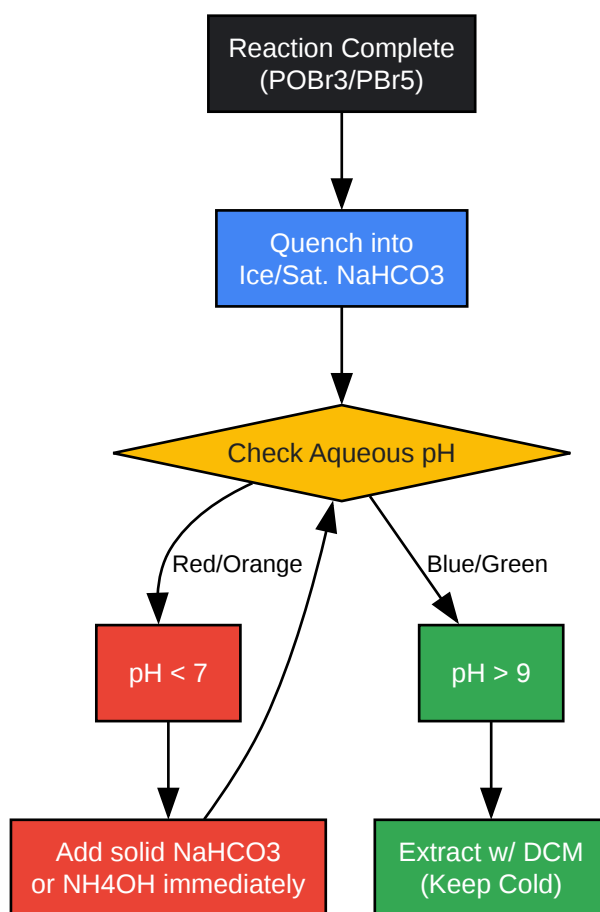 Reaction Complete
(POBr3/PBr5)
Quench into
Ice/Sat. NaHCO3
Check Aqueous pH
Red/Orange
Blue/Green
pH < 7
pH > 9
Add solid NaHCO3
or NH4OH immediately
Extract w/ DCM
(Keep Cold)